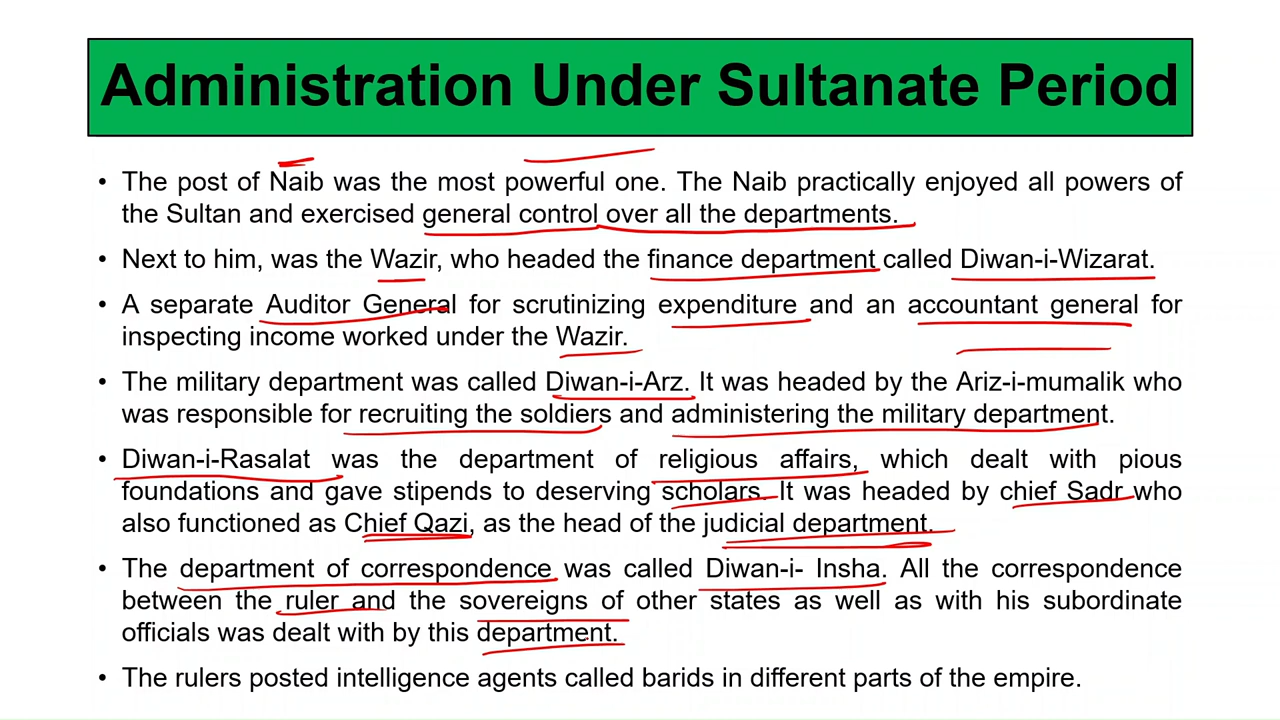 Administration Under Sultanate Period
• The post of Naib was the most powerful one. The Naib practically enjoyed all powers of
the Sultan and exercised general control over all the departments.
• Next to him, was the Wazir, who headed the finance department called Diwan-i-Wizarat.
• A separate Auditor General for scrutinizing expenditure and an accountant general for
inspecting income worked under the Wazir.
• The military department was called Diwan-i-Arz. It was headed by the Ariz-i-mumalik who
was responsible for recruiting the soldiers and administering the military department.
• Diwan-i-Rasalat was the department of religious affairs, which dealt with pious
foundations and gave stipends to deserving scholars. It was headed by chief Sadr who
also functioned as Chief Qazi, as the head of the judicial department.
• The department of correspondence was called Diwan-i- Insha. All the correspondence
between the ruler and the sovereigns of other states as well as with his subordinate
officials was dealt with by this department.
• The rulers posted intelligence agents called barids in different parts of the empire.